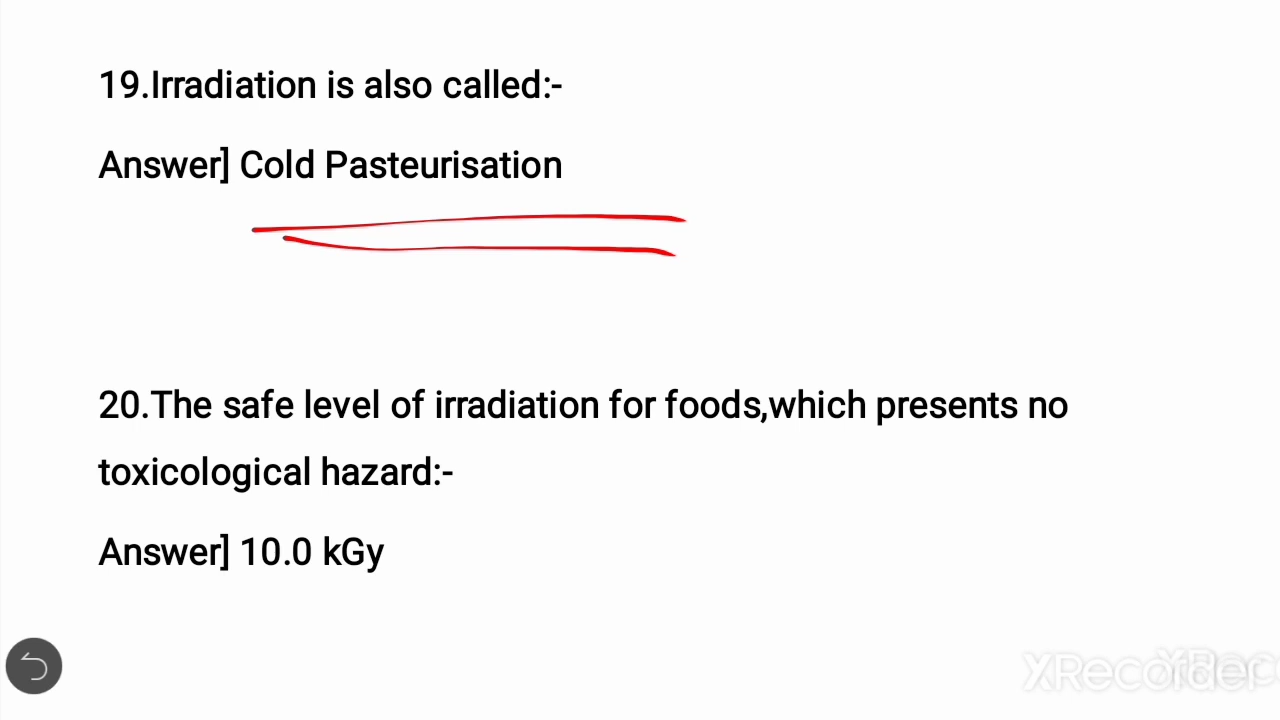 19.Irradiation is also called:-
Answer] Cold Pasteurisation
20.The safe level of irradiation for foods,which presents no
toxicological hazard:-
Answer] 10.0 kGy
XRecorder